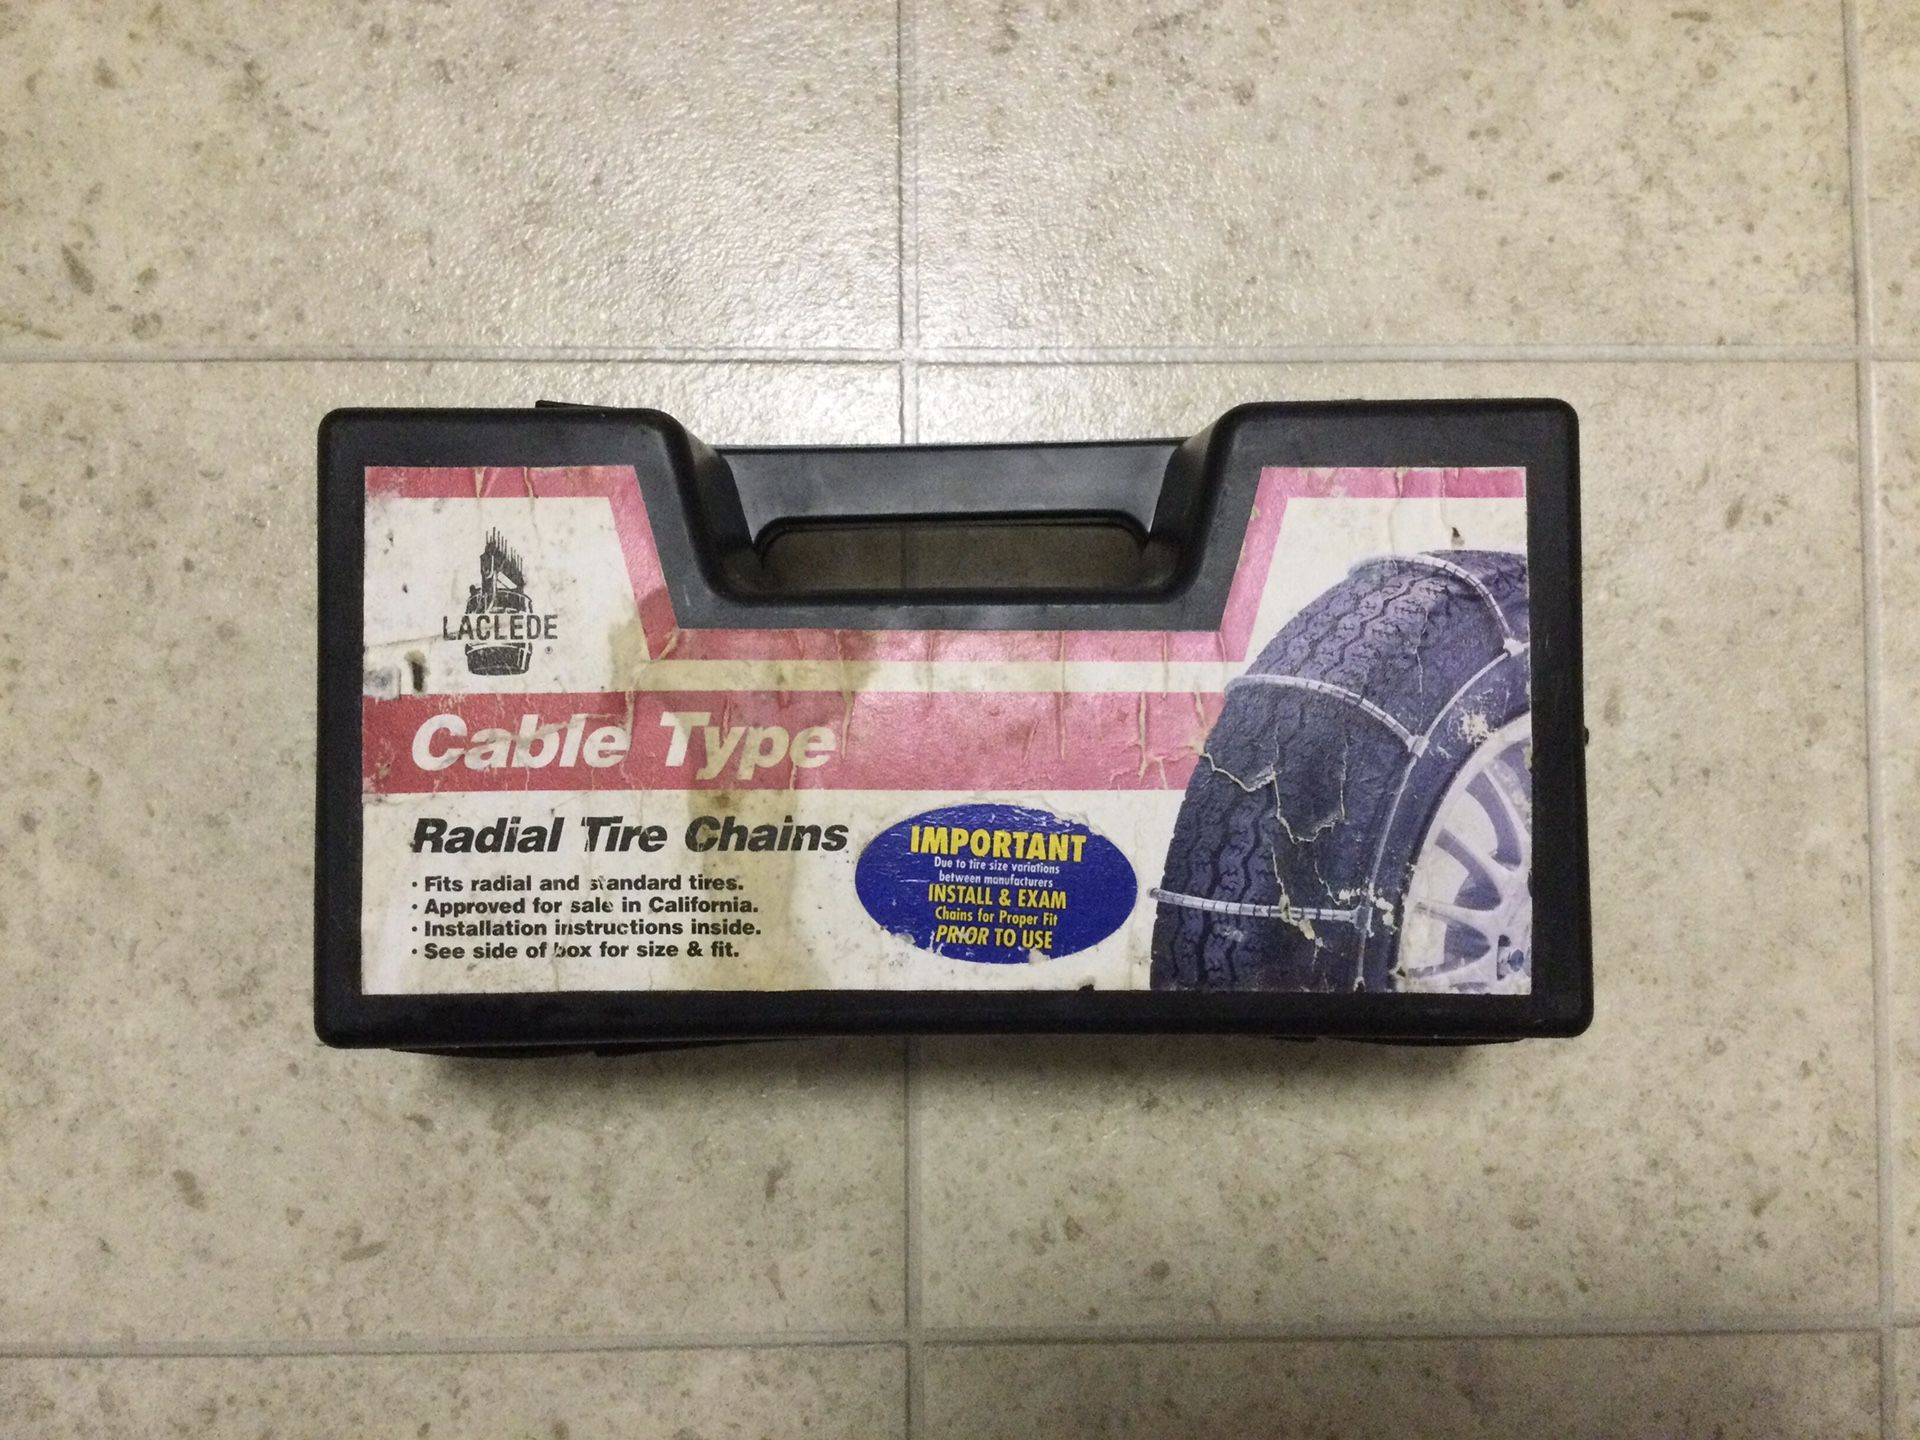 LACLEDE
®
Cable Type
Radial Tire Chains
• Fits radial and standard tires.
• Approved for sale in California.
• Installation instructions inside.
• See side of box for size & fit.
IMPORTANT
Due to tire size variations
between manufacturers
INSTALL & EXAM
Chains for Proper Fit
PRIOR TO USE